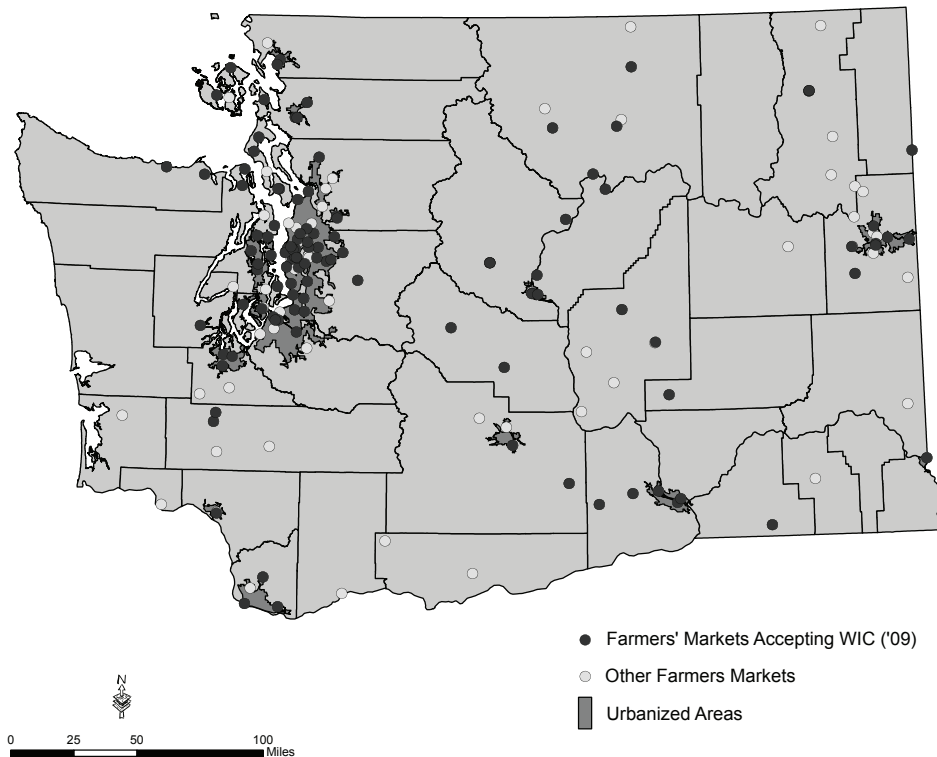 Farmers' Markets Accepting WIC ('09)
Other Farmers Markets
Urbanized Areas
N
0 25 50 100
Miles